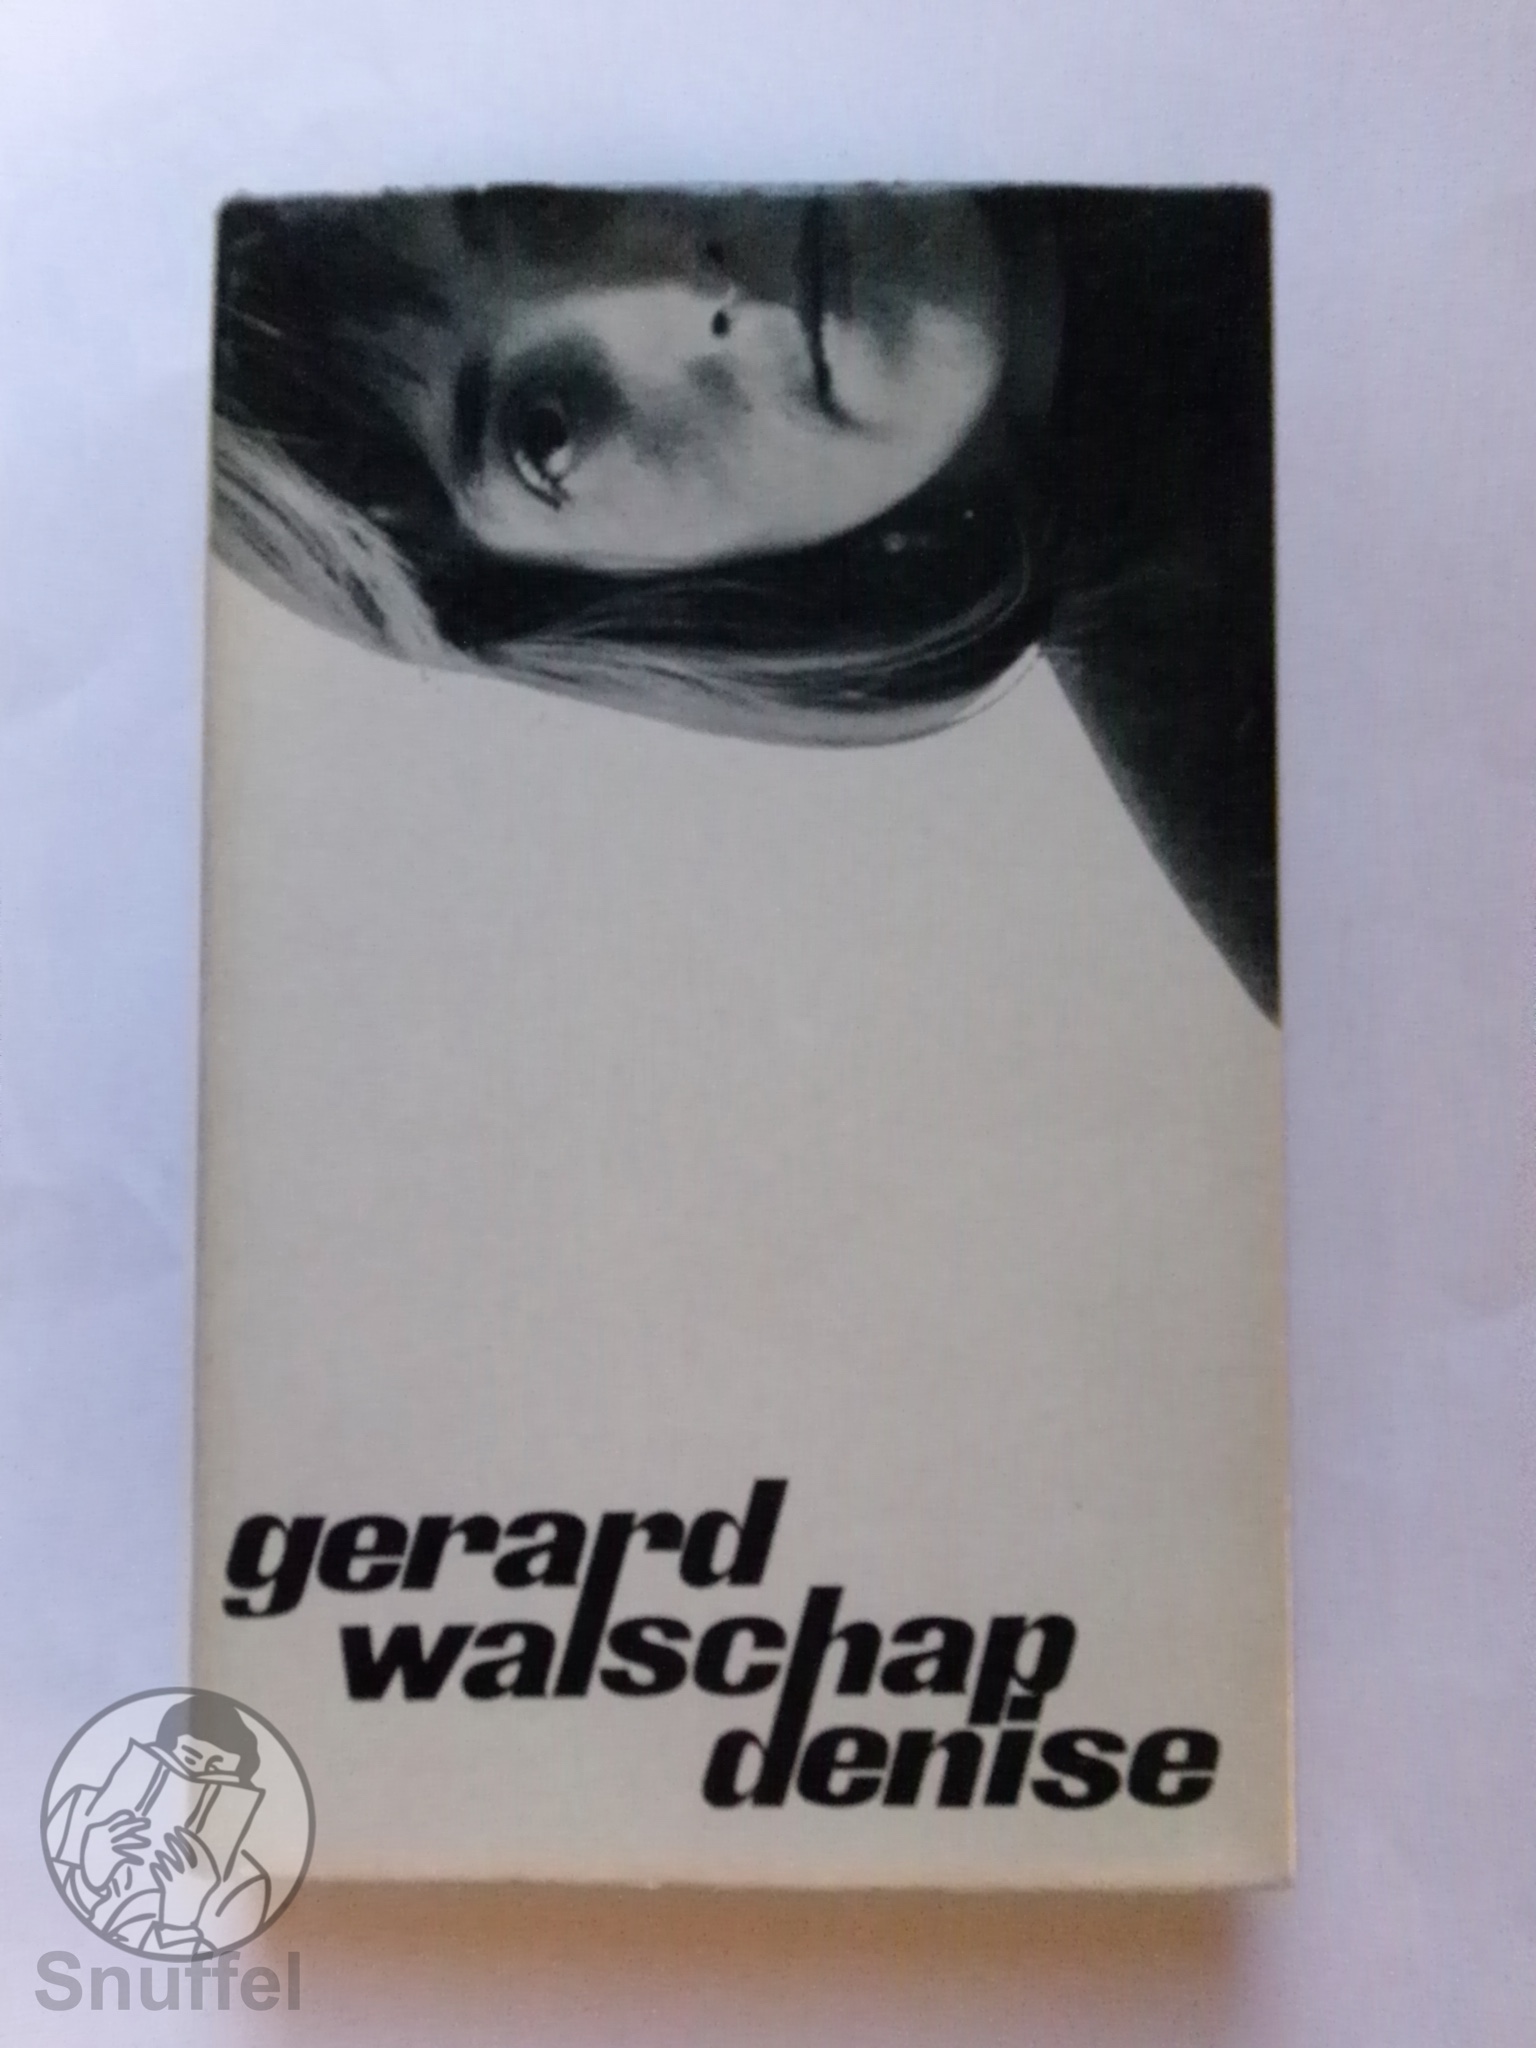 gerard
walschap
denise
Snuffel